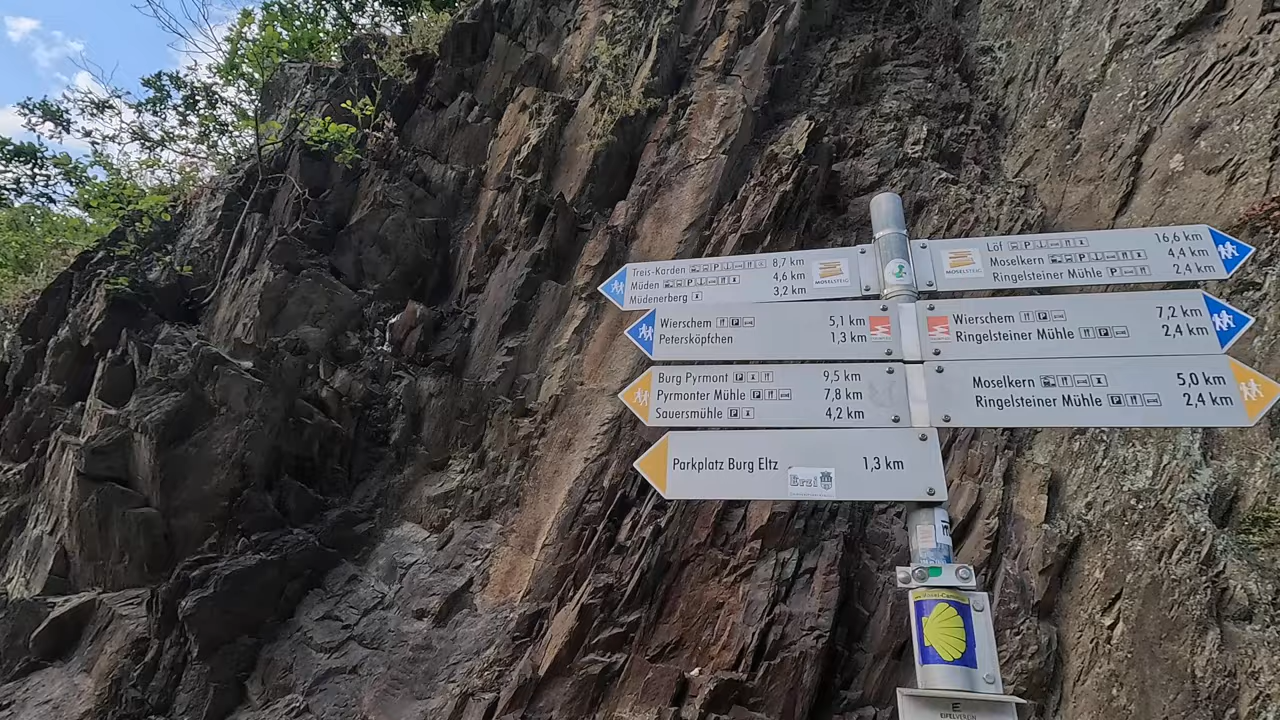 Treis-Karden 8,7 km
Müden 4,6 km
Müdenerberg 3,2 km
MOSELSTEIG
MOSELSTEIG
Löf 16,6 km
Moselkern 4,4 km
Ringelsteiner Mühle 2,4 km
Wierschem 5,1 km
Petersköpfchen 1,3 km
Wierschem 7,2 km
Ringelsteiner Mühle 2,4 km
Burg Pyrmont 9,5 km
Pyrmonter Mühle 7,8 km
Sauersmühle 4,2 km
Moselkern 5,0 km
Ringelsteiner Mühle 2,4 km
Parkplatz Burg Eltz 1,3 km
EIFELVEREIN